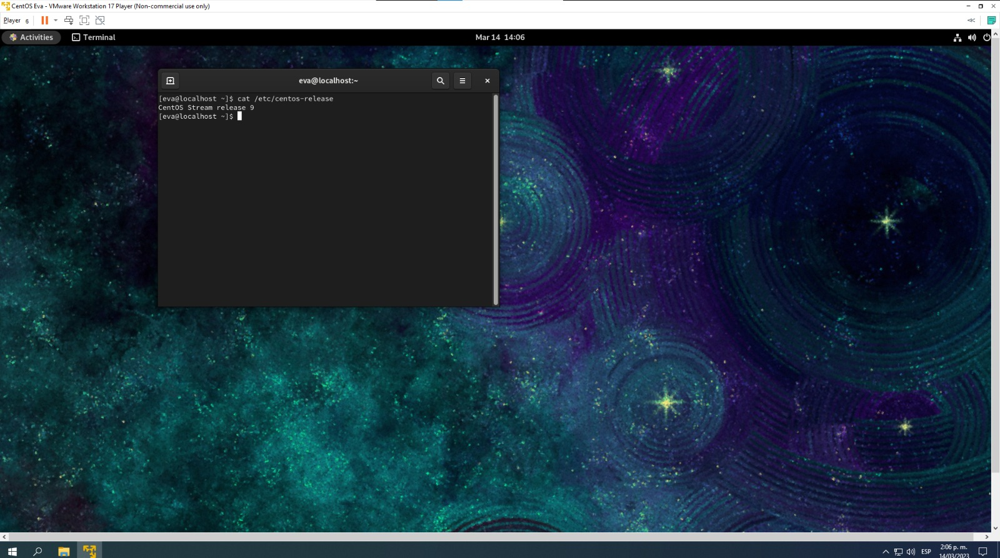 CentOS Eva - VMware Workstation 17 Player (Non-commercial use only)
Player 6
Activities Terminal Mar 14 14:06
eva@localhost:~
[eva@localhost ~]$ cat /etc/centos-release
CentOS Stream release 9
[eva@localhost ~]$
ESP 2:06 p. m.
14/03/2023